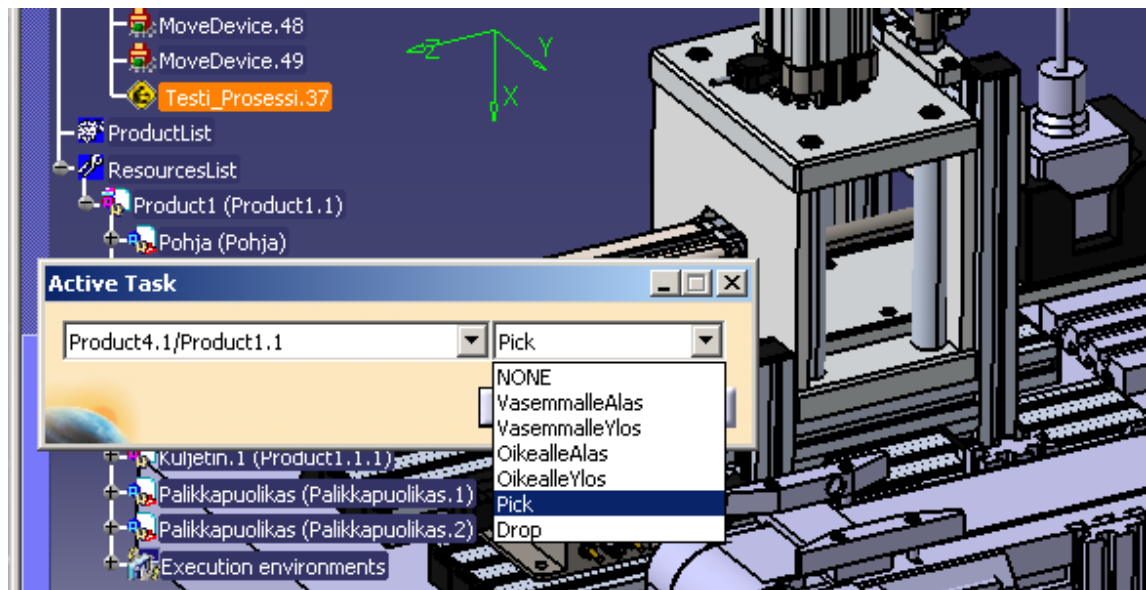 MoveDevice.48
MoveDevice.49
Testi_Prosessi.37
ProductList
ResourcesList
Product1 (Product1.1)
Pohja (Pohja)
Z
Y
X
Active Task
Product4.1/Product1.1
Pick
NONE
VasemmalleAlas
VasemmalleYlos
OikealleAlas
OikealleYlos
Pick
Drop
Kuljetin.1 (Product1.1.1)
Palikkapuolikas (Palikkapuolikas.1)
Palikkapuolikas (Palikkapuolikas.2)
Execution environments